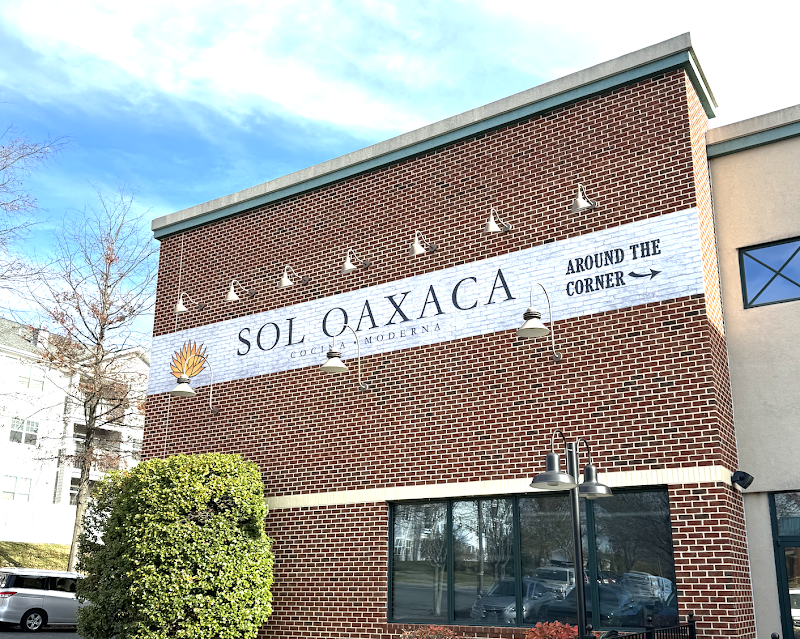 SOL OAXACA
COCINA MODERNA
AROUND THE
CORNER